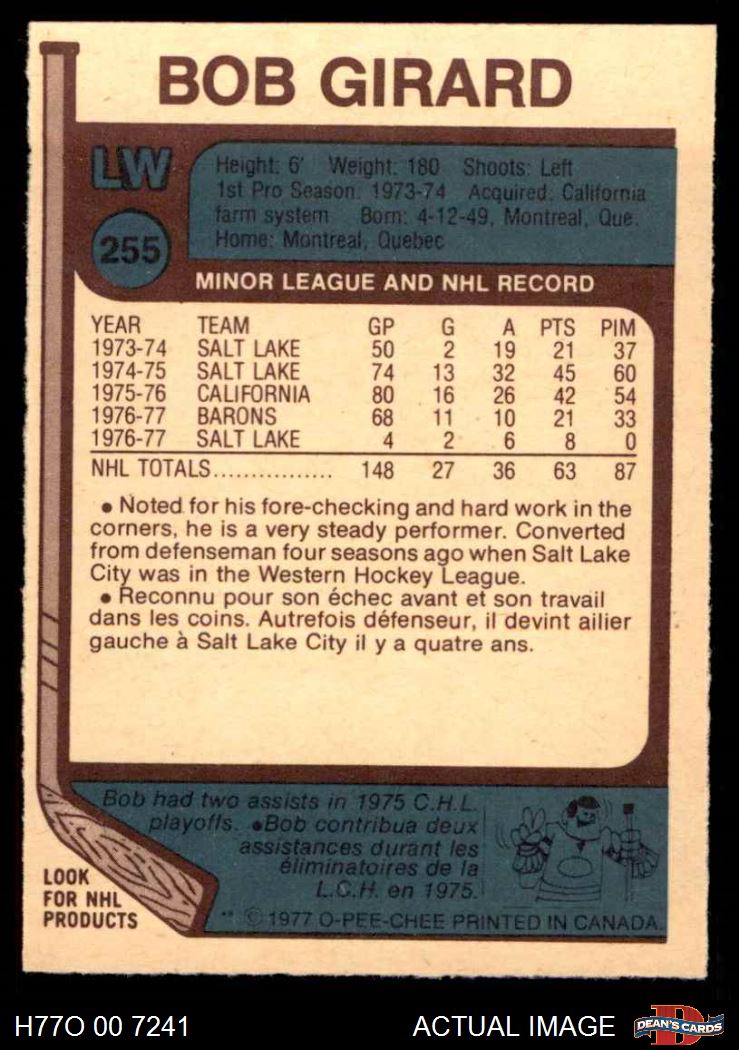 BOB GIRARD
LW
255
Height: 6' Weight: 180 Shoots: Left
1st Pro Season: 1973-74 Acquired: California
farm system Born: 4-12-49, Montreal, Que.
Home: Montreal, Quebec
MINOR LEAGUE AND NHL RECORD
YEAR TEAM GP G A PTS PIM
1973-74 SALT LAKE 50 2 19 21 37
1974-75 SALT LAKE 74 13 32 45 60
1975-76 CALIFORNIA 80 16 26 42 54
1976-77 BARONS 68 11 10 21 33
1976-77 SALT LAKE 4 2 6 8 0
NHL TOTALS................ 148 27 36 63 87
• Noted for his fore-checking and hard work in the
corners, he is a very steady performer. Converted
from defenseman four seasons ago when Salt Lake
City was in the Western Hockey League.
• Reconnu pour son échec avant et son travail
dans les coins. Autrefois défenseur, il devint ailier
gauche à Salt Lake City il y a quatre ans.
Bob had two assists in 1975 C.H.L.
playoffs. •Bob contribua deux
assistances durant les
éliminatoires de la
L.C.H. en 1975.
LOOK
FOR NHL
PRODUCTS
** © 1977 O-PEE-CHEE PRINTED IN CANADA.
H77O 00 7241 ACTUAL IMAGE
DEAN'S CARDS